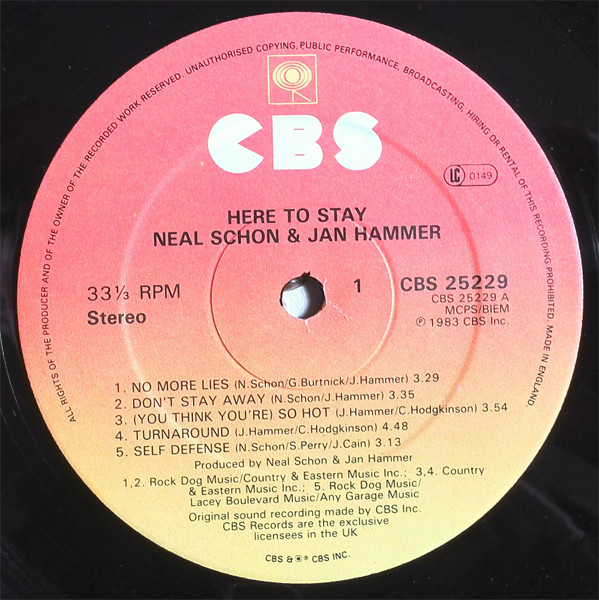 ALL RIGHTS OF THE PRODUCER AND OF THE OWNER OF THE RECORDED WORK RESERVED. UNAUTHORISED COPYING, PUBLIC PERFORMANCE, BROADCASTING, HIRING OR RENTAL OF THIS RECORDING PROHIBITED. MADE IN ENGLAND.
CBS
LC 0149
HERE TO STAY
NEAL SCHON & JAN HAMMER
33⅓ RPM
Stereo
1
CBS 25229
CBS 25229 A
MCPS/BIEM
℗ 1983 CBS Inc.
1. NO MORE LIES (N.Schon/G.Burtnick/J.Hammer) 3.29
2. DON'T STAY AWAY (N.Schon/J.Hammer) 3.35
3. (YOU THINK YOU'RE) SO HOT (J.Hammer/C.Hodgkinson) 3.54
4. TURNAROUND (J.Hammer/C.Hodgkinson) 4.48
5. SELF DEFENSE (N.Schon/S.Perry/J.Cain) 3.13
Produced by Neal Schon & Jan Hammer
1,2. Rock Dog Music/Country & Eastern Music Inc.; 3,4. Country
& Eastern Music Inc.; 5. Rock Dog Music/
Lacey Boulevard Music/Any Garage Music
Original sound recording made by CBS Inc.
CBS Records are the exclusive
licensees in the UK
CBS & ® CBS INC.